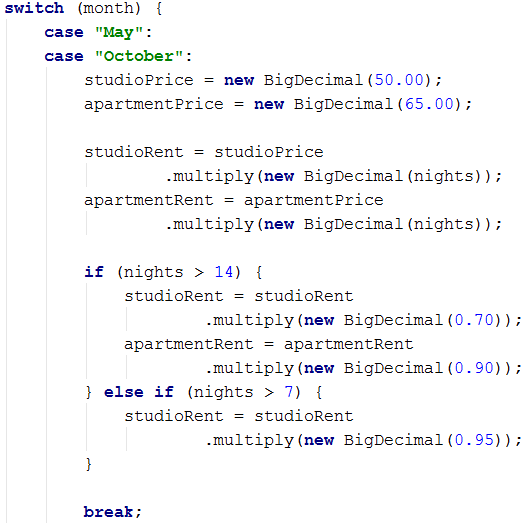 switch (month) {
    case "May":
    case "October":
        studioPrice = new BigDecimal(50.00);
        apartmentPrice = new BigDecimal(65.00);

        studioRent = studioPrice
                .multiply(new BigDecimal(nights));
        apartmentRent = apartmentPrice
                .multiply(new BigDecimal(nights));

        if (nights > 14) {
            studioRent = studioRent
                    .multiply(new BigDecimal(0.70));
            apartmentRent = apartmentRent
                    .multiply(new BigDecimal(0.90));
        } else if (nights > 7) {
            studioRent = studioRent
                    .multiply(new BigDecimal(0.95));
        }

        break;